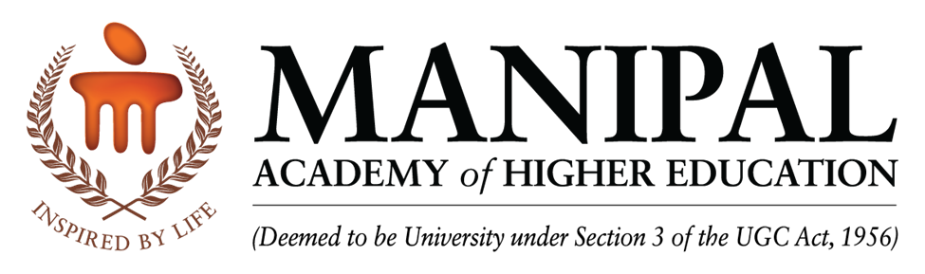 INSPIRED BY LIFE
MANIPAL
ACADEMY of HIGHER EDUCATION
(Deemed to be University under Section 3 of the UGC Act, 1956)